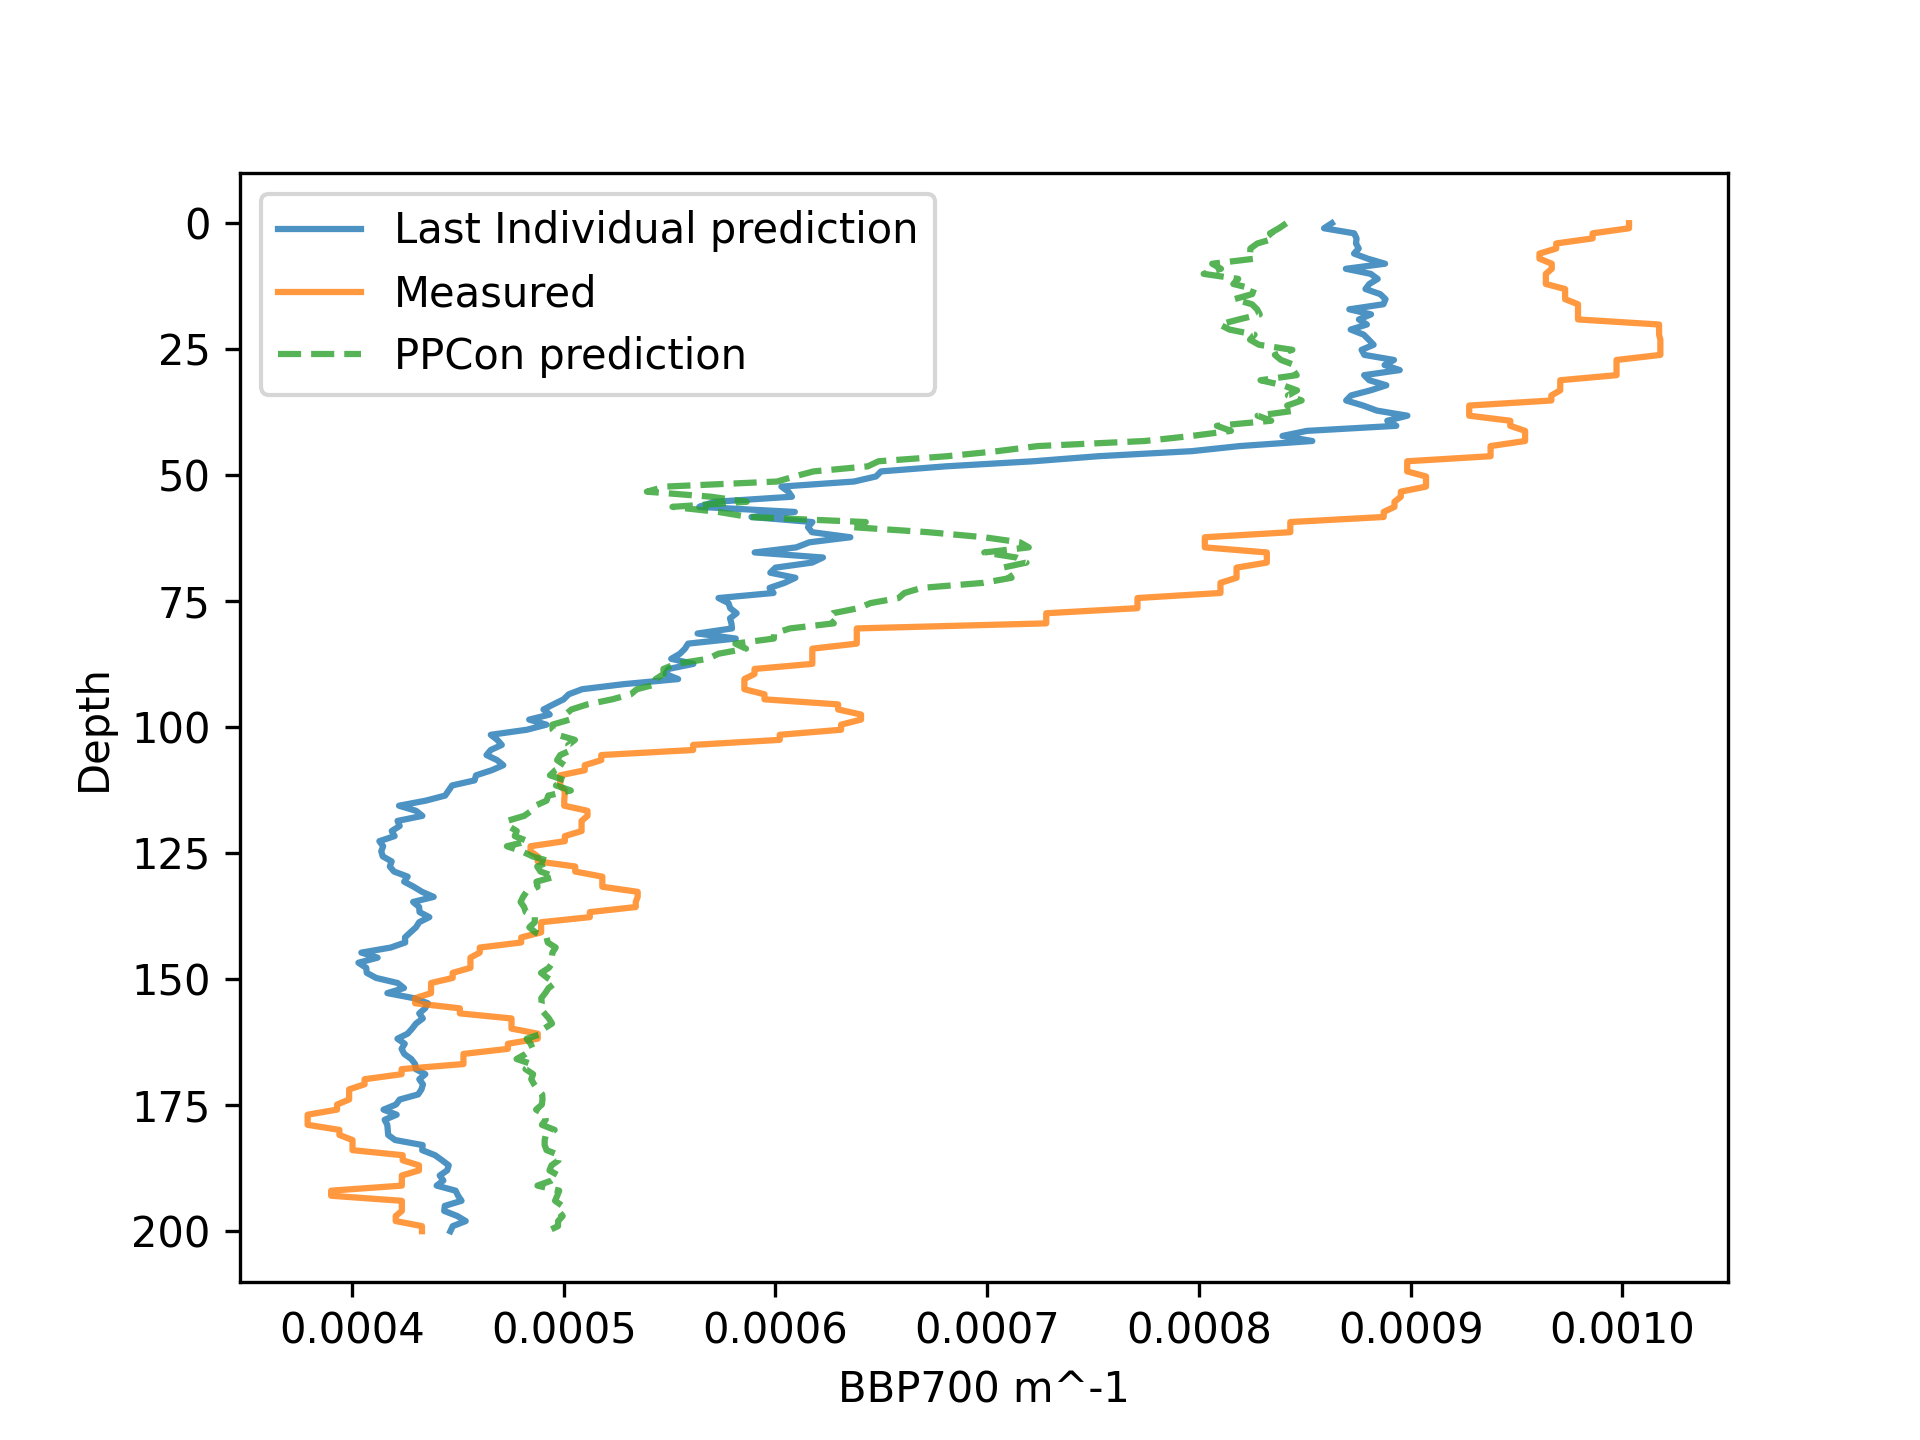 Last Individual prediction
Measured
PPCon prediction
0
25
50
75
100
125
150
175
200
Depth
0.0004 0.0005 0.0006 0.0007 0.0008 0.0009 0.0010
BBP700 m^-1